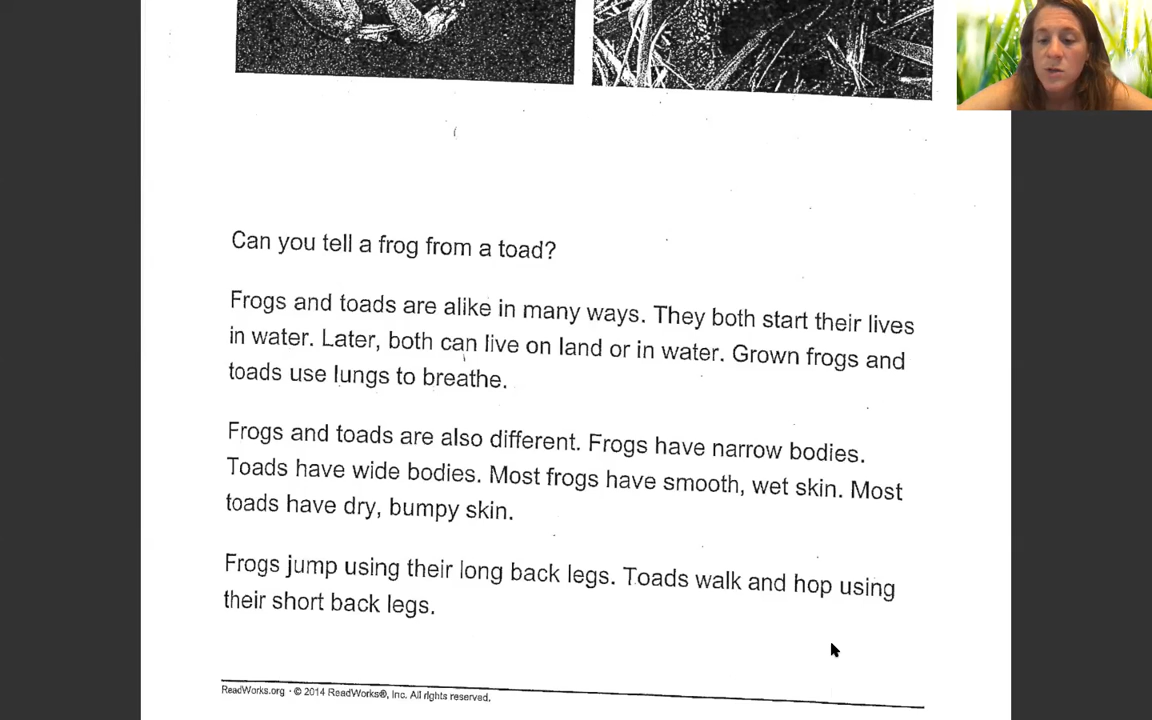 Can you tell a frog from a toad?
Frogs and toads are alike in many ways. They both start their lives
in water. Later, both can live on land or in water. Grown frogs and
toads use lungs to breathe.
Frogs and toads are also different. Frogs have narrow bodies.
Toads have wide bodies. Most frogs have smooth, wet skin. Most
toads have dry, bumpy skin.
Frogs jump using their long back legs. Toads walk and hop using
their short back legs.
ReadWorks.org · © 2014 ReadWorks®, Inc. All rights reserved.